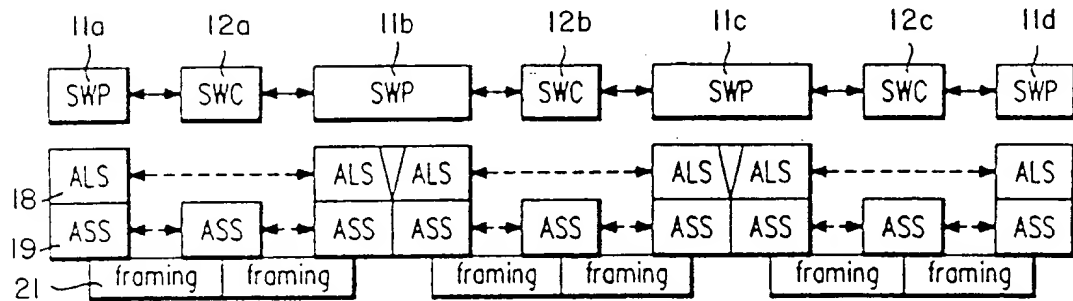 11a 12a 11b 12b 11c 12c 11d
SWP SWC SWP SWC SWP SWC SWP
ALS ALS ALS ALS ALS ALS
18
ASS ASS ASS ASS ASS ASS ASS ASS ASS
19
framing framing framing framing framing framing
21